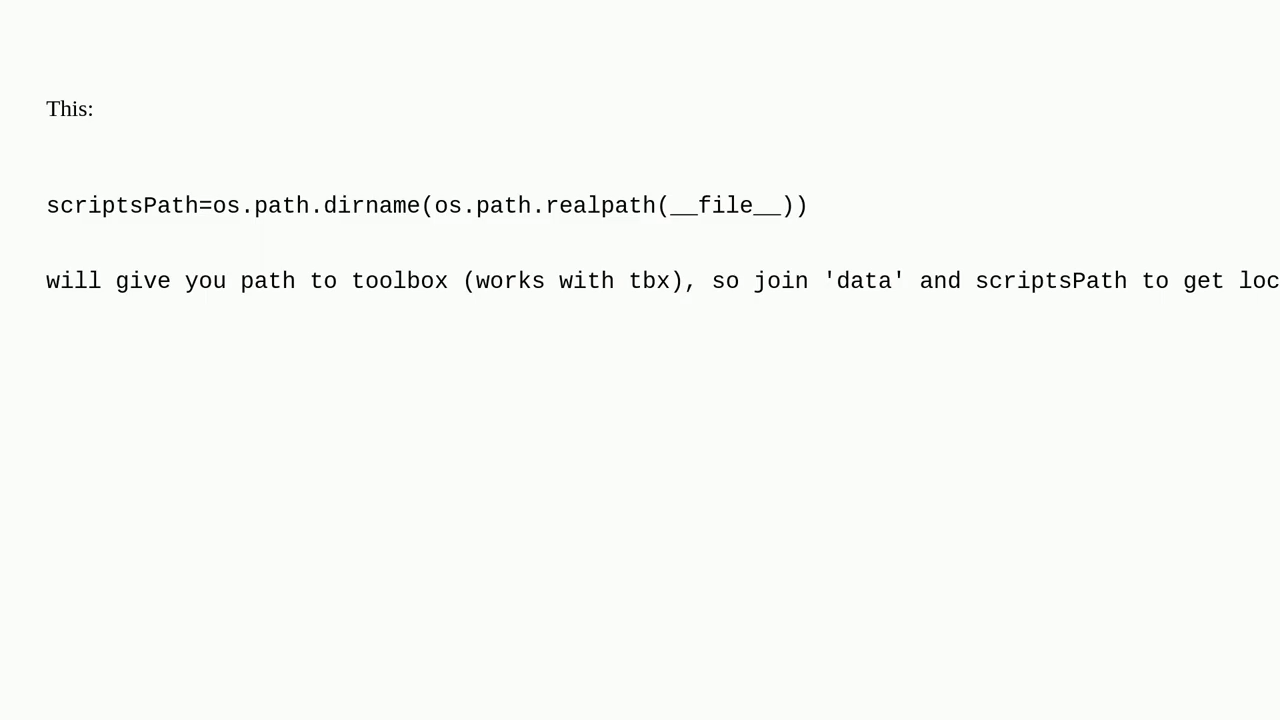 This:
scriptsPath=os.path.dirname(os.path.realpath(__file__))
will give you path to toolbox (works with tbx), so join 'data' and scriptsPath to get